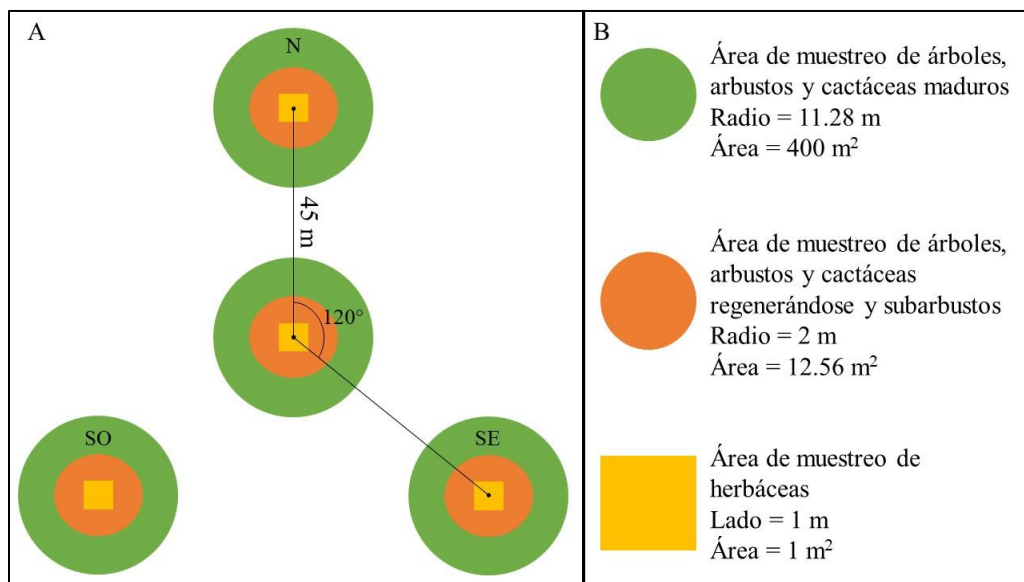 A
N
45 m
120°
SO
SE
B
Área de muestreo de árboles,
arbustos y cactáceas maduros
Radio = 11.28 m
Área = 400 m²
Área de muestreo de árboles,
arbustos y cactáceas
regenerándose y subarbustos
Radio = 2 m
Área = 12.56 m²
Área de muestreo de
herbáceas
Lado = 1 m
Área = 1 m²